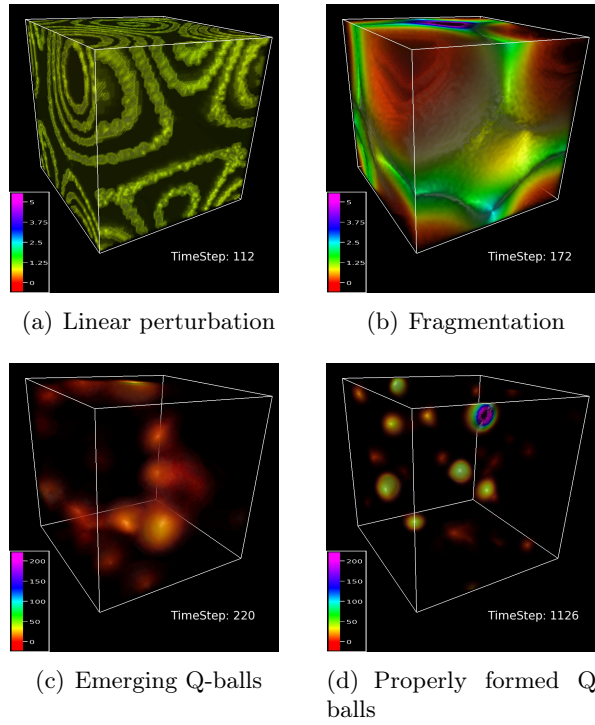 5
3.75
2.5
1.25
0
TimeStep: 112
5
3.75
2.5
1.25
0
TimeStep: 172
(a) Linear perturbation
(b) Fragmentation
200
150
100
50
0
TimeStep: 220
200
150
100
50
0
TimeStep: 1126
(c) Emerging Q-balls
(d) Properly formed Q
balls